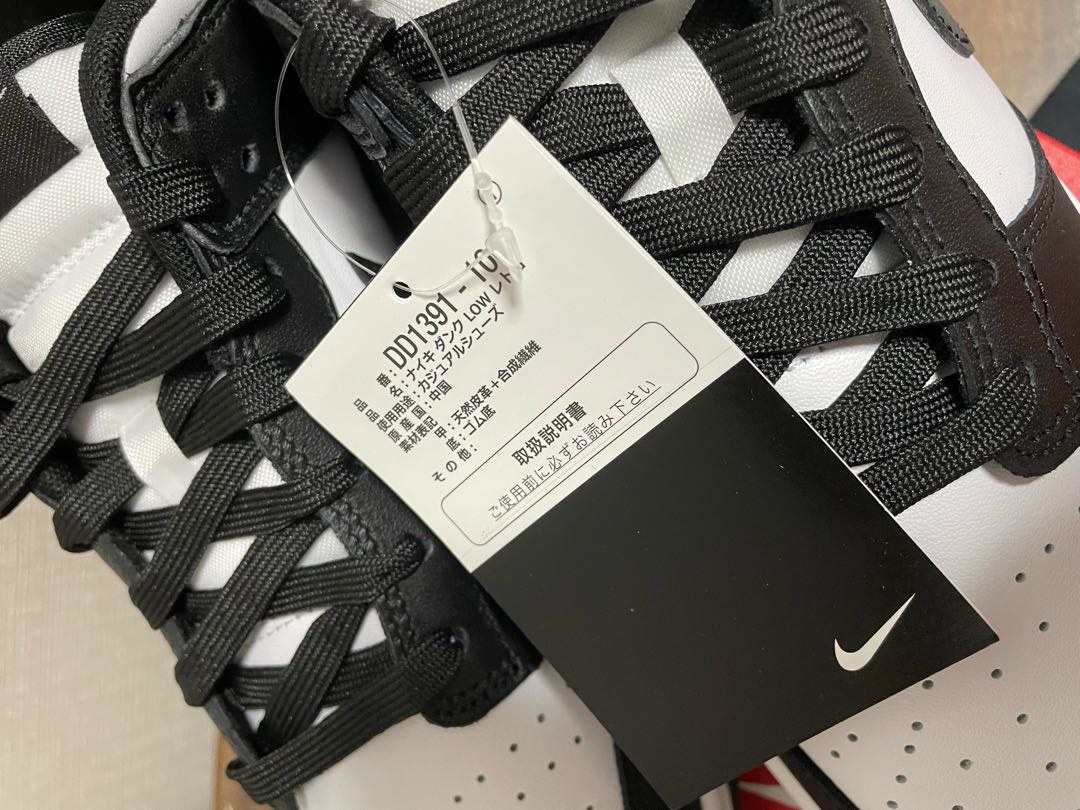 品 番：DD1391 - 10
品 名：ナイキ ダンク Low レト
使用用途：カジュアルシューズ
原 産 国：中国
素材表記 甲：天然皮革＋合成繊維
底：ゴム底
その他：
取扱説明書
ご使用前に必ずお読み下さい